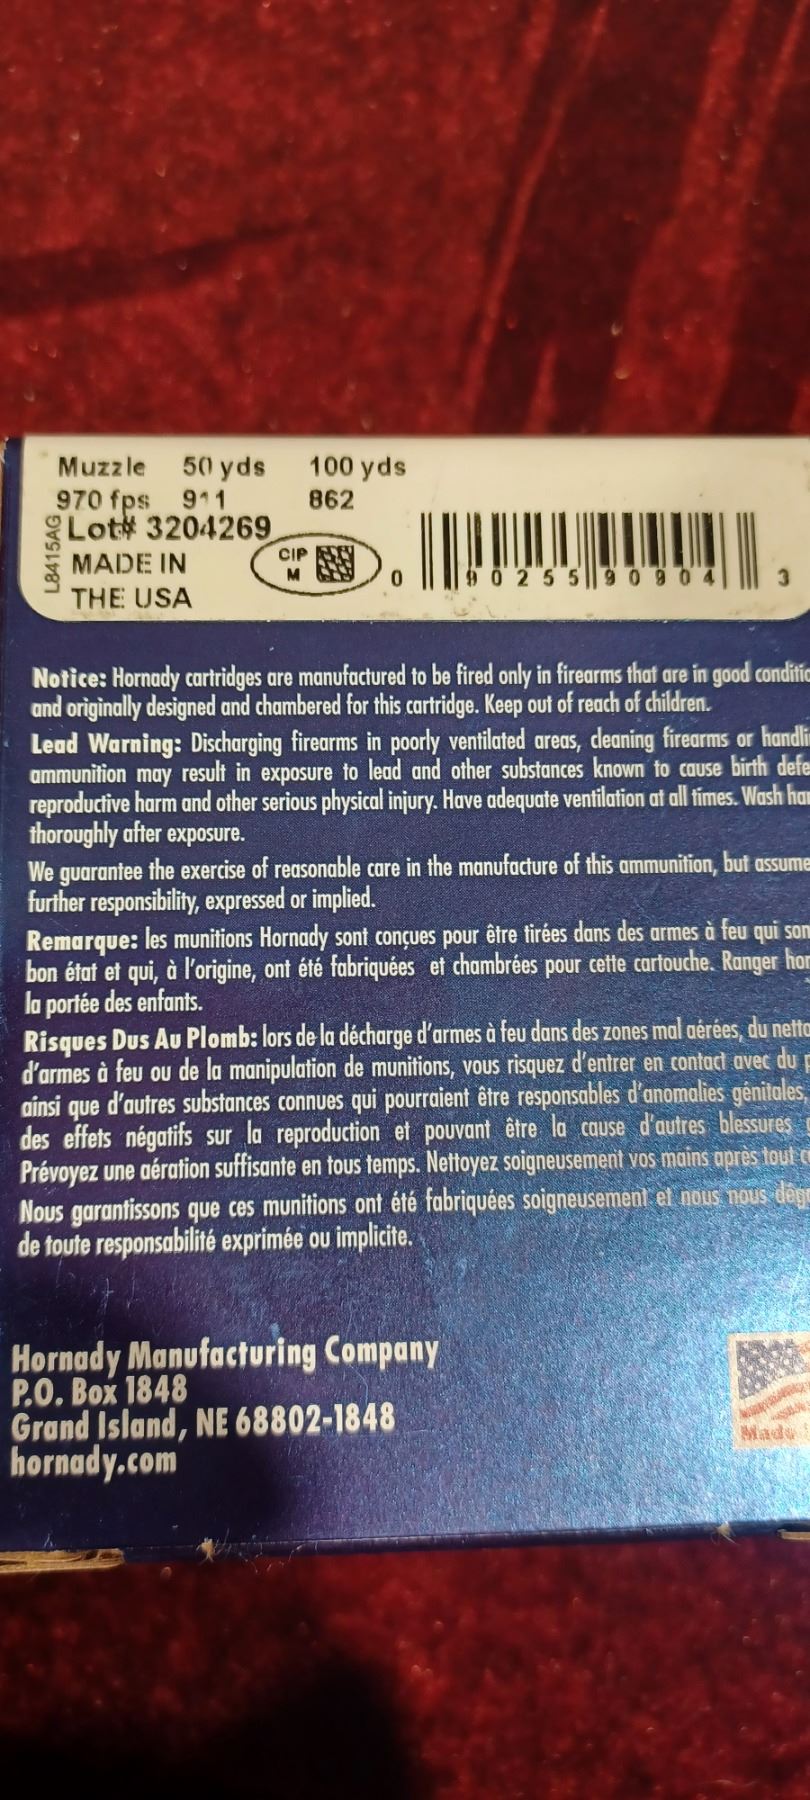 Muzzle 50 yds 100 yds
970 fps 911 862
L8415AG
Lot# 3204269
MADE IN
THE USA
CIP
M
0 90255 90904 3
Notice: Hornady cartridges are manufactured to be fired only in firearms that are in good
and originally designed and chambered for this cartridge. Keep out of reach of children.
Lead Warning: Discharging firearms in poorly ventilated areas, cleaning firearms or
ammunition may result in exposure to lead and other substances known to cause birth
reproductive harm and other serious physical injury. Have adequate ventilation at all times. Wash
thoroughly after exposure.
We guarantee the exercise of reasonable care in the manufacture of this ammunition, but assume
further responsibility, expressed or implied.
Remarque: les munitions Hornady sont conçues pour être tirées dans des armes à feu qui
bon état et qui, à l'origine, ont été fabriquées et chambrées pour cette cartouche. Ranger
la portée des enfants.
Risques Dus Au Plomb: lors de la décharge d'armes à feu dans des zones mal aérées, du
d'armes à feu ou de la manipulation de munitions, vous risquez d'entrer en contact avec du
ainsi que d'autres substances connues qui pourraient être responsables d'anomalies génitales,
des effets négatifs sur la reproduction et pouvant être la cause d'autres blessures
Prévoyez une aération suffisante en tous temps. Nettoyez soigneusement vos mains après tout
Nous garantissons que ces munitions ont été fabriquées soigneusement et nous nous
de toute responsabilité exprimée ou implicite.
Hornady Manufacturing Company
P.O. Box 1848
Grand Island, NE 68802-1848
hornady.com
Made